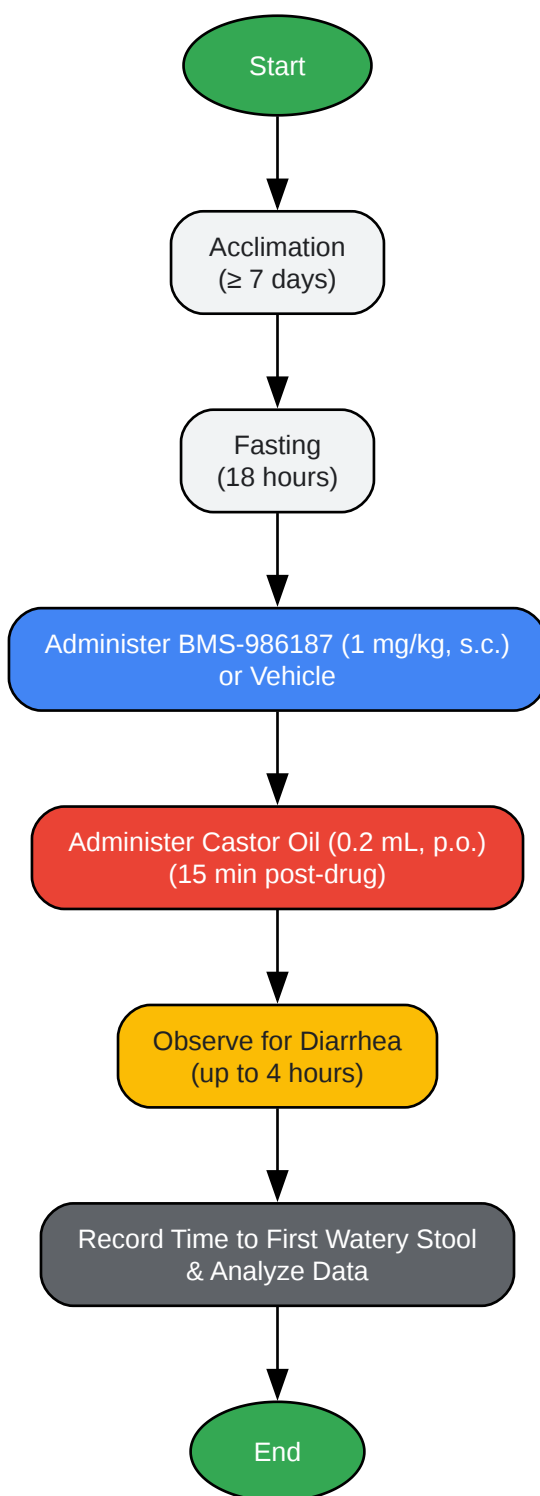 Start
Acclimation
(≥ 7 days)
Fasting
(18 hours)
Administer BMS-986187 (1 mg/kg, s.c.)
or Vehicle
Administer Castor Oil (0.2 mL, p.o.)
(15 min post-drug)
Observe for Diarrhea
(up to 4 hours)
Record Time to First Watery Stool
& Analyze Data
End